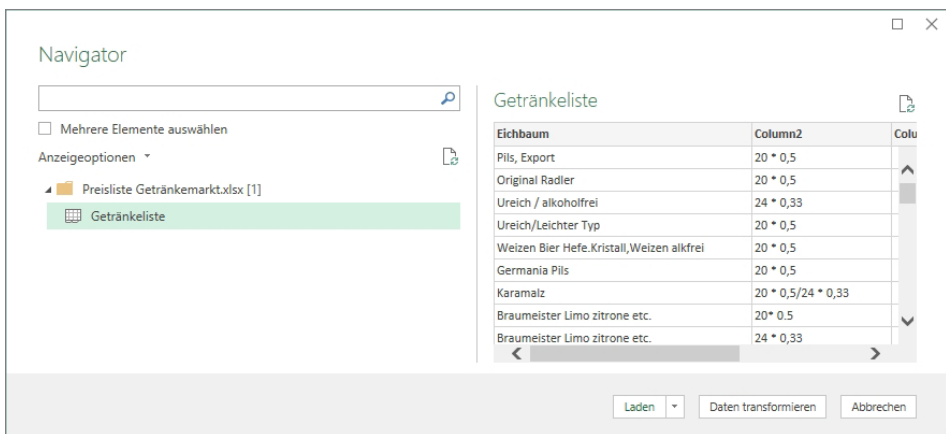 Navigator
Mehrere Elemente auswählen
Anzeigeoptionen
Preisliste Getränkemarkt.xlsx [1]
Getränkeliste
Getränkeliste
Eichbaum Column2 Colu
Pils, Export 20 * 0,5
Original Radler 20 * 0,5
Ureich / alkoholfrei 24 * 0,33
Ureich/Leichter Typ 20 * 0,5
Weizen Bier Hefe.Kristall,Weizen alkfrei 20 * 0,5
Germania Pils 20 * 0,5
Karamalz 20 * 0,5/24 * 0,33
Braumeister Limo zitrone etc. 20* 0.5
Braumeister Limo zitrone etc. 24 * 0,33
Laden Daten transformieren Abbrechen